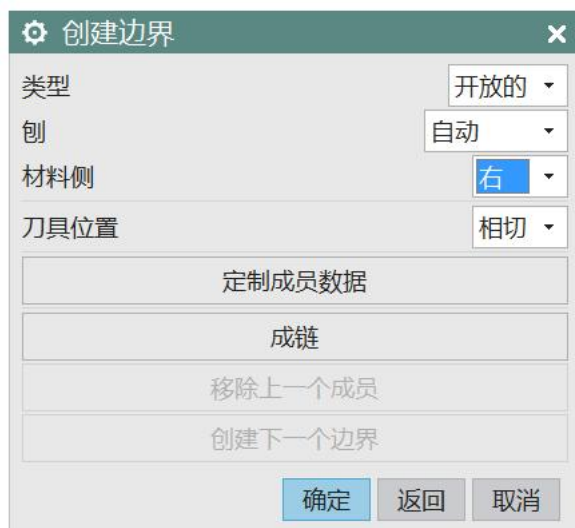 创建边界
类型 开放的
刨 自动
材料侧 右
刀具位置 相切
定制成员数据
成链
移除上一个成员
创建下一个边界
确定 返回 取消